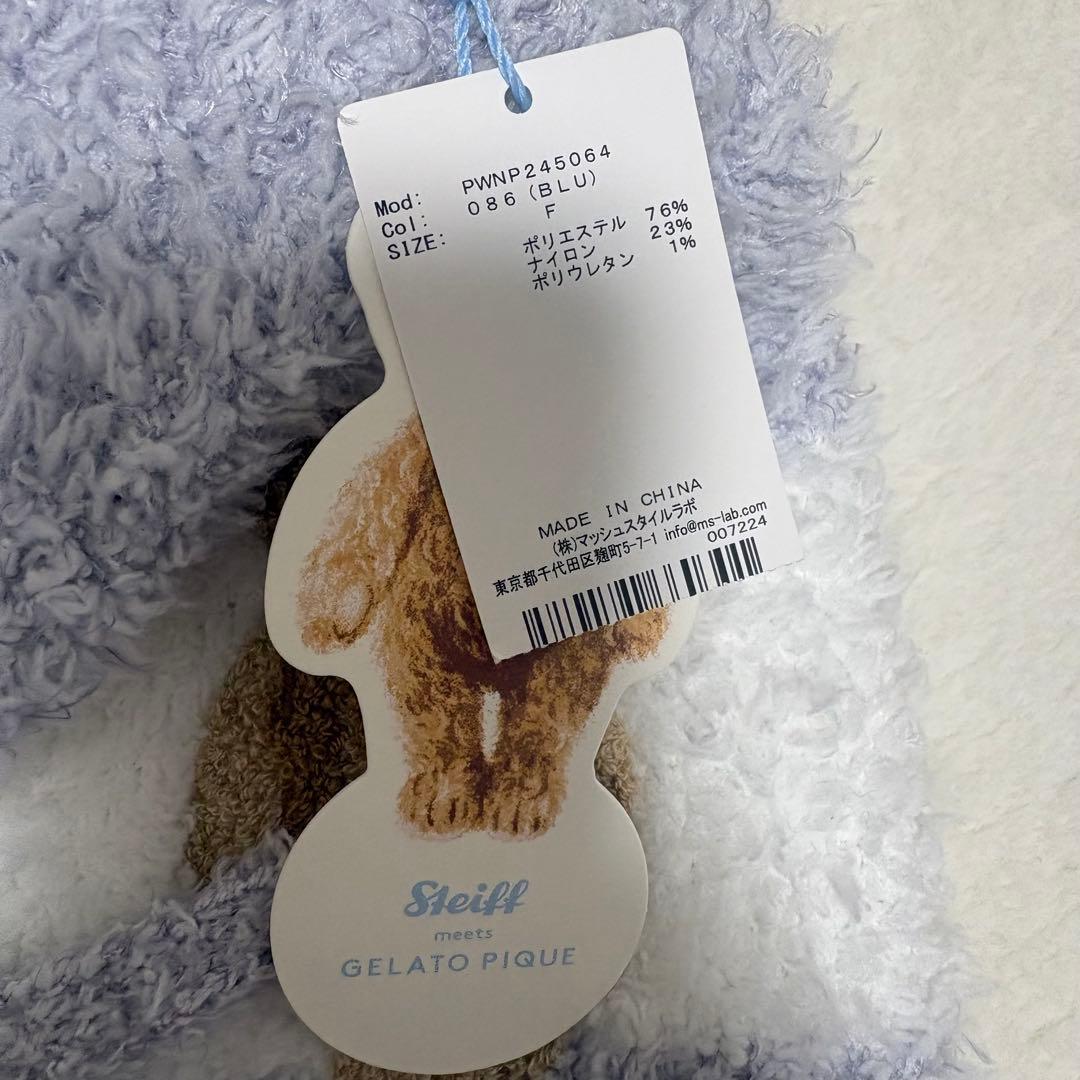 Mod: PWNP245064
Col: 086(BLU)
SIZE: F
ポリエステル 76%
ナイロン 23%
ポリウレタン 1%
MADE IN CHINA
(株)マッシュスタイルラボ
東京都千代田区麹町5-7-1 info@ms-lab.com
007224
Steiff
meets
GELATO PIQUE